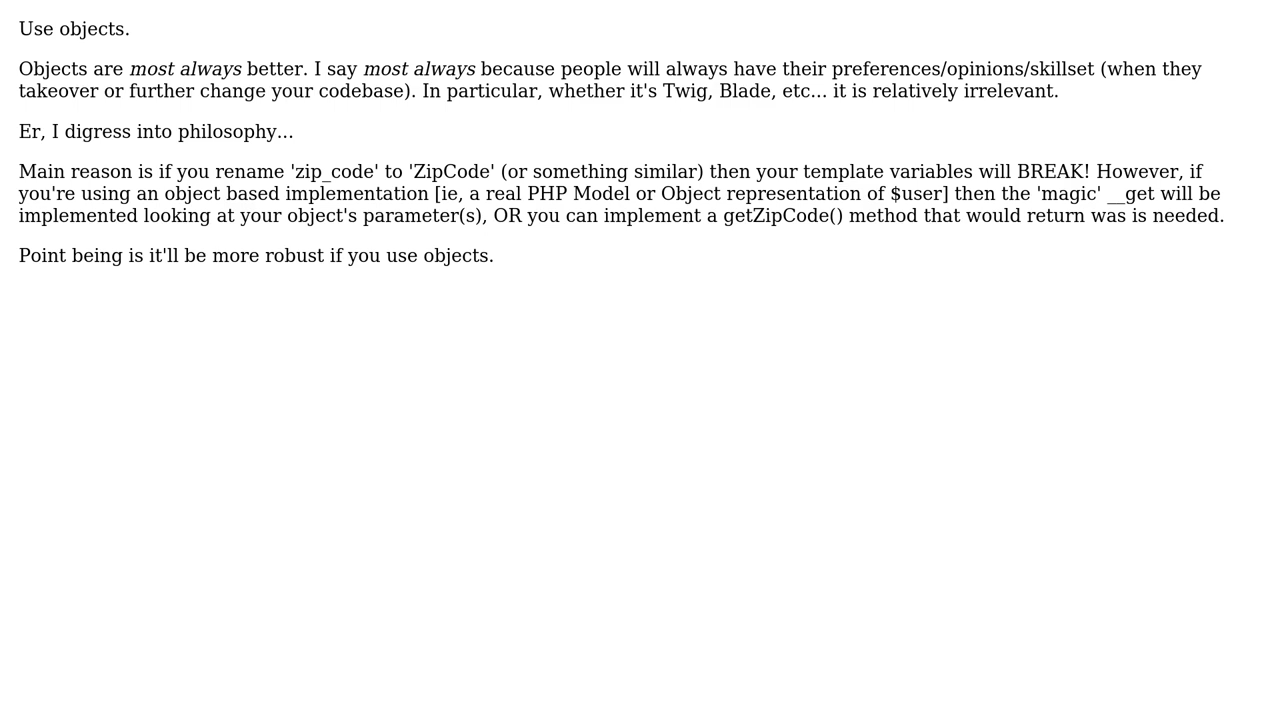 Use objects.
Objects are most always better. I say most always because people will always have their preferences/opinions/skillset (when they
takeover or further change your codebase). In particular, whether it's Twig, Blade, etc... it is relatively irrelevant.
Er, I digress into philosophy...
Main reason is if you rename 'zip_code' to 'ZipCode' (or something similar) then your template variables will BREAK! However, if
you're using an object based implementation [ie, a real PHP Model or Object representation of $user] then the 'magic' __get will be
implemented looking at your object's parameter(s), OR you can implement a getZipCode() method that would return was is needed.
Point being is it'll be more robust if you use objects.